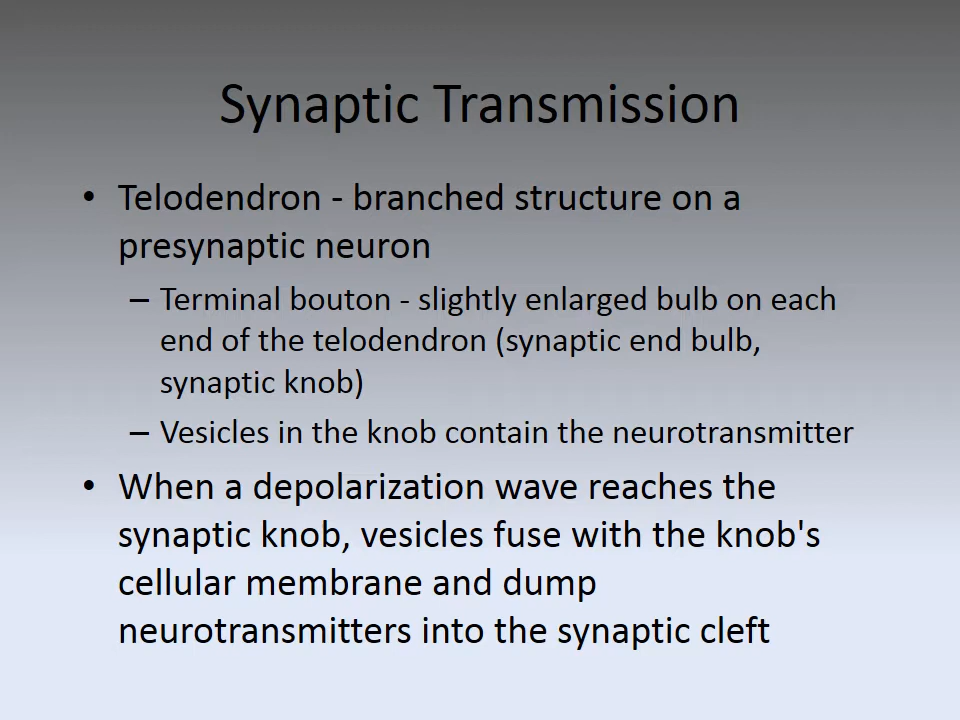 Synaptic Transmission
• Telodendron - branched structure on a
presynaptic neuron
– Terminal bouton - slightly enlarged bulb on each
end of the telodendron (synaptic end bulb,
synaptic knob)
– Vesicles in the knob contain the neurotransmitter
• When a depolarization wave reaches the
synaptic knob, vesicles fuse with the knob's
cellular membrane and dump
neurotransmitters into the synaptic cleft